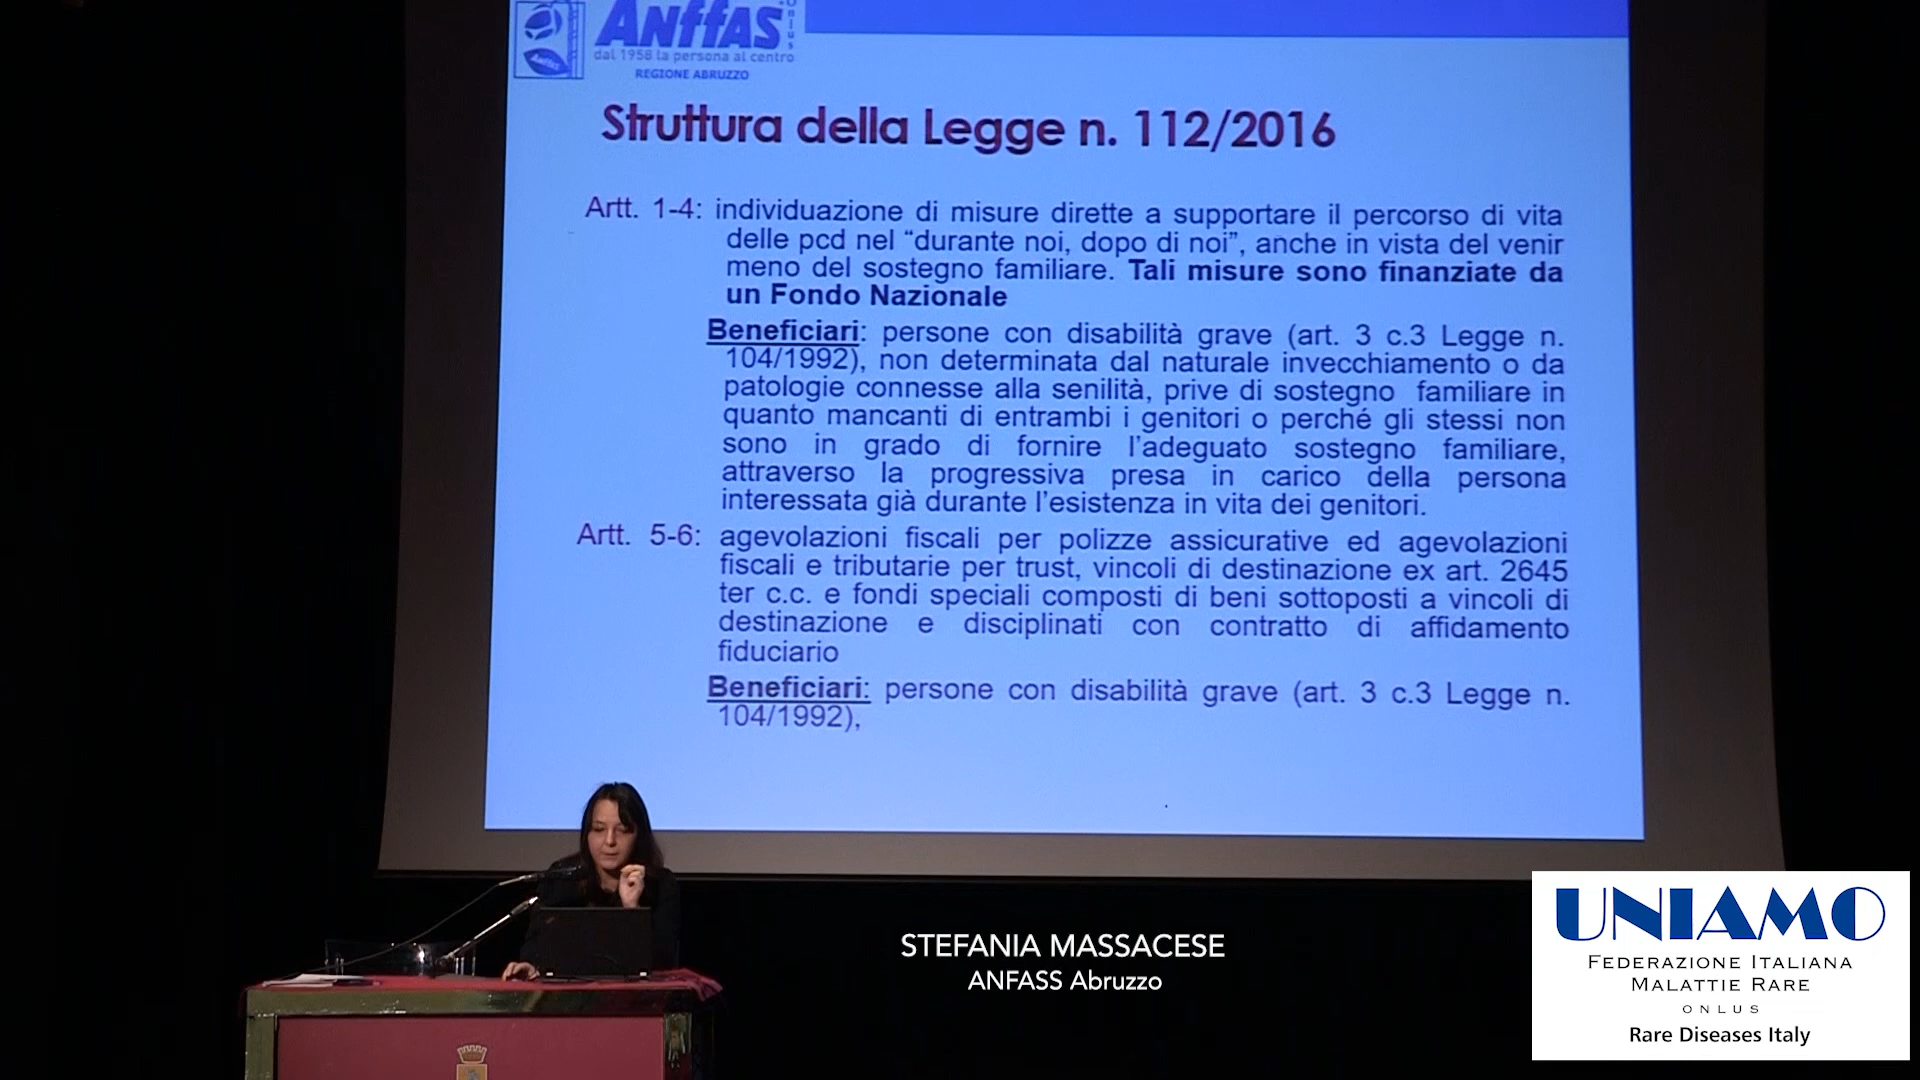 ANffAS
onlus
dal 1958 la persona al centro
REGIONE ABRUZZO
Struttura della Legge n. 112/2016
Artt. 1-4: individuazione di misure dirette a supportare il percorso di vita
delle pcd nel “durante noi, dopo di noi”, anche in vista del venir
meno del sostegno familiare. Tali misure sono finanziate da
un Fondo Nazionale
Beneficiari: persone con disabilità grave (art. 3 c.3 Legge n.
104/1992), non determinata dal naturale invecchiamento o da
patologie connesse alla senilità, prive di sostegno familiare in
quanto mancanti di entrambi i genitori o perché gli stessi non
sono in grado di fornire l’adeguato sostegno familiare,
attraverso la progressiva presa in carico della persona
interessata già durante l’esistenza in vita dei genitori.
Artt. 5-6: agevolazioni fiscali per polizze assicurative ed agevolazioni
fiscali e tributarie per trust, vincoli di destinazione ex art. 2645
ter c.c. e fondi speciali composti di beni sottoposti a vincoli di
destinazione e disciplinati con contratto di affidamento
fiduciario
Beneficiari: persone con disabilità grave (art. 3 c.3 Legge n.
104/1992),
STEFANIA MASSACESE
ANFASS Abruzzo
UNIAMO
FEDERAZIONE ITALIANA
MALATTIE RARE
ONLUS
Rare Diseases Italy